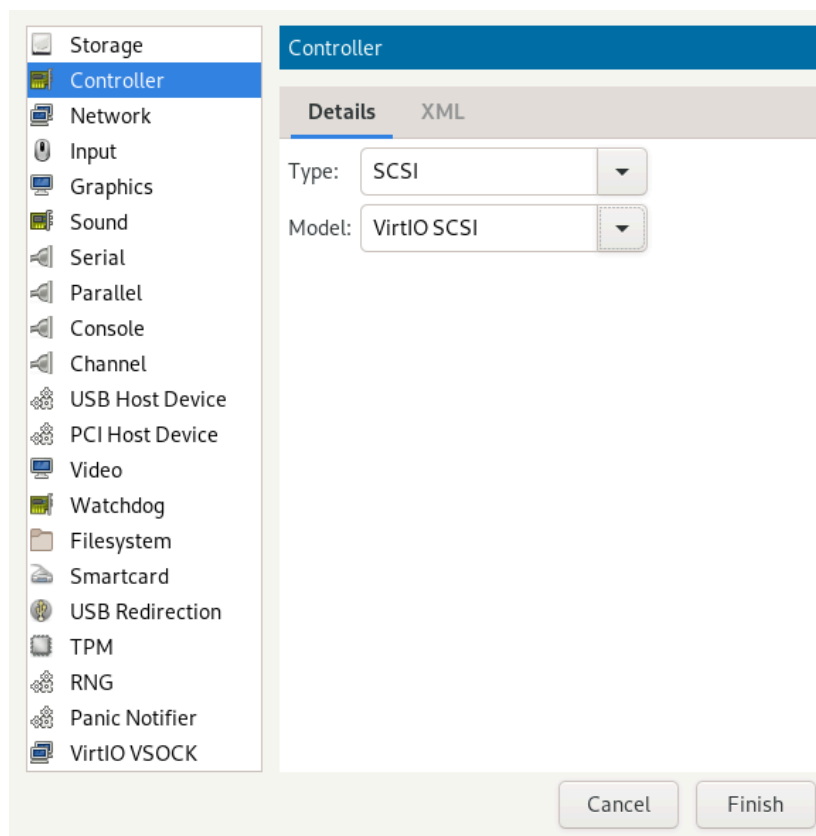 Storage
Controller
Network
Input
Graphics
Sound
Serial
Parallel
Console
Channel
USB Host Device
PCI Host Device
Video
Watchdog
Filesystem
Smartcard
USB Redirection
TPM
RNG
Panic Notifier
VirtIO VSOCK
Controller
Details XML
Type: SCSI
Model: VirtIO SCSI
Cancel Finish